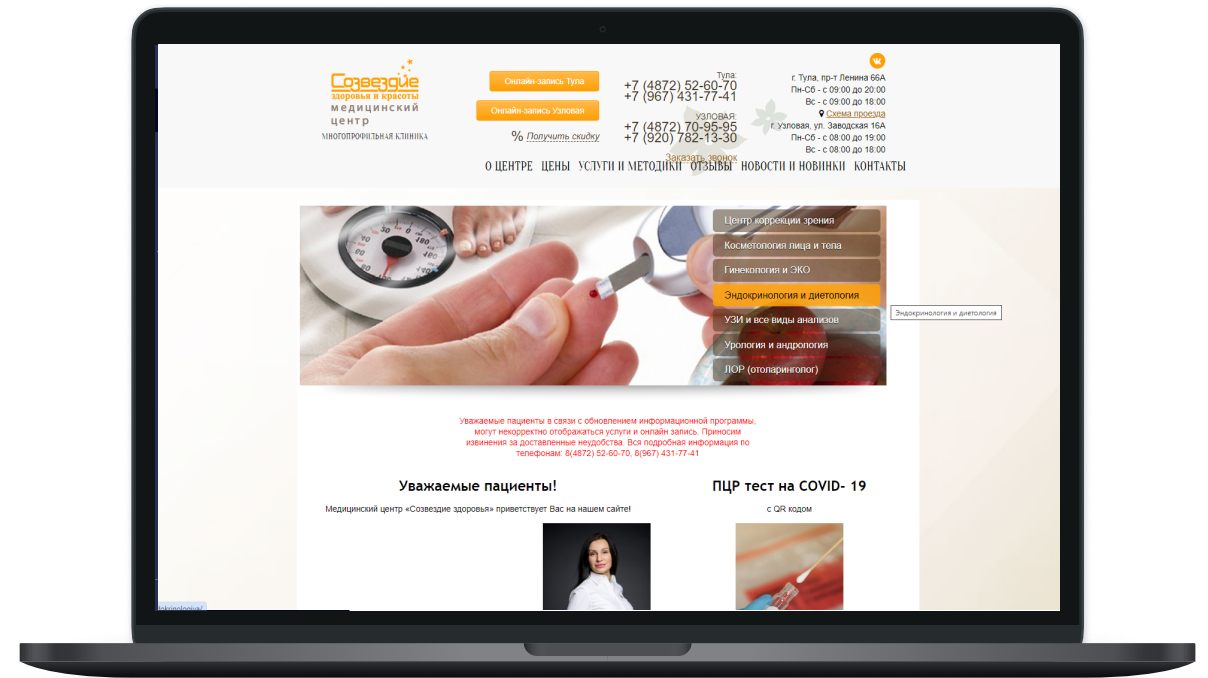 Созвездие
здоровья и красоты
медицинский
центр
МНОГОПРОФИЛЬНАЯ КЛИНИКА
Онлайн-запись Тула
Онлайн-запись Узловая
% Получить скидку
Тула:
+7 (4872) 52-60-70
+7 (967) 431-77-41
УЗЛОВАЯ:
+7 (4872) 70-95-95
+7 (920) 782-13-30
Заказать звонок
г. Тула, пр-т Ленина 66А
Пн-Сб - с 09:00 до 20:00
Вс - с 09:00 до 18:00
Схема проезда
г. Узловая, ул. Заводская 16А
Пн-Сб - с 08:00 до 19:00
Вс - с 08:00 до 18:00
О ЦЕНТРЕ ЦЕНЫ УСЛУГИ И МЕТОДИКИ ОТЗЫВЫ НОВОСТИ И НОВИНКИ КОНТАКТЫ
Центр коррекции зрения
Косметология лица и тела
Гинекология и ЭКО
Эндокринология и диетология
УЗИ и все виды анализов
Урология и андрология
ЛОР (отоларинголог)
Эндокринология и диетология
Уважаемые пациенты в связи с обновлением информационной программы,
могут некорректно отображаться услуги и онлайн запись. Приносим
извинения за доставленные неудобства. Вся подробная информация по
телефонам: 8(4872) 52-60-70, 8(967) 431-77-41
Уважаемые пациенты!
Медицинский центр «Созвездие здоровья» приветствует Вас на нашем сайте!
ПЦР тест на COVID- 19
с QR кодом